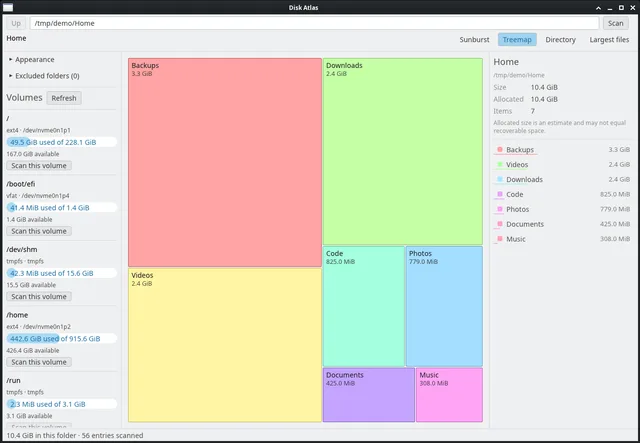 Disk Atlas
Up
/tmp/demo/Home
Scan
Home
Sunburst
Treemap
Directory
Largest files
Appearance
Excluded folders (0)
Volumes
Refresh
/
ext4 · /dev/nvme0n1p1
49.5 GiB used of 228.1 GiB
167.0 GiB available
Scan this volume
/boot/efi
vfat · /dev/nvme0n1p4
41.4 MiB used of 1.4 GiB
1.4 GiB available
Scan this volume
/dev/shm
tmpfs · tmpfs
42.3 MiB used of 15.6 GiB
15.5 GiB available
Scan this volume
/home
ext4 · /dev/nvme0n1p2
442.6 GiB used of 915.6 GiB
426.4 GiB available
Scan this volume
/run
tmpfs · tmpfs
2.3 MiB used of 3.1 GiB
3.1 GiB available
Scan this volume
Backups
3.3 GiB
Downloads
2.4 GiB
Videos
2.4 GiB
Code
825.0 MiB
Photos
779.0 MiB
Documents
425.0 MiB
Music
308.0 MiB
Home
/tmp/demo/Home
Size 10.4 GiB
Allocated 10.4 GiB
Items 7
Allocated size is an estimate and may not equal
recoverable space.
Backups 3.3 GiB
Videos 2.4 GiB
Downloads 2.4 GiB
Code 825.0 MiB
Photos 779.0 MiB
Documents 425.0 MiB
Music 308.0 MiB
10.4 GiB in this folder · 56 entries scanned